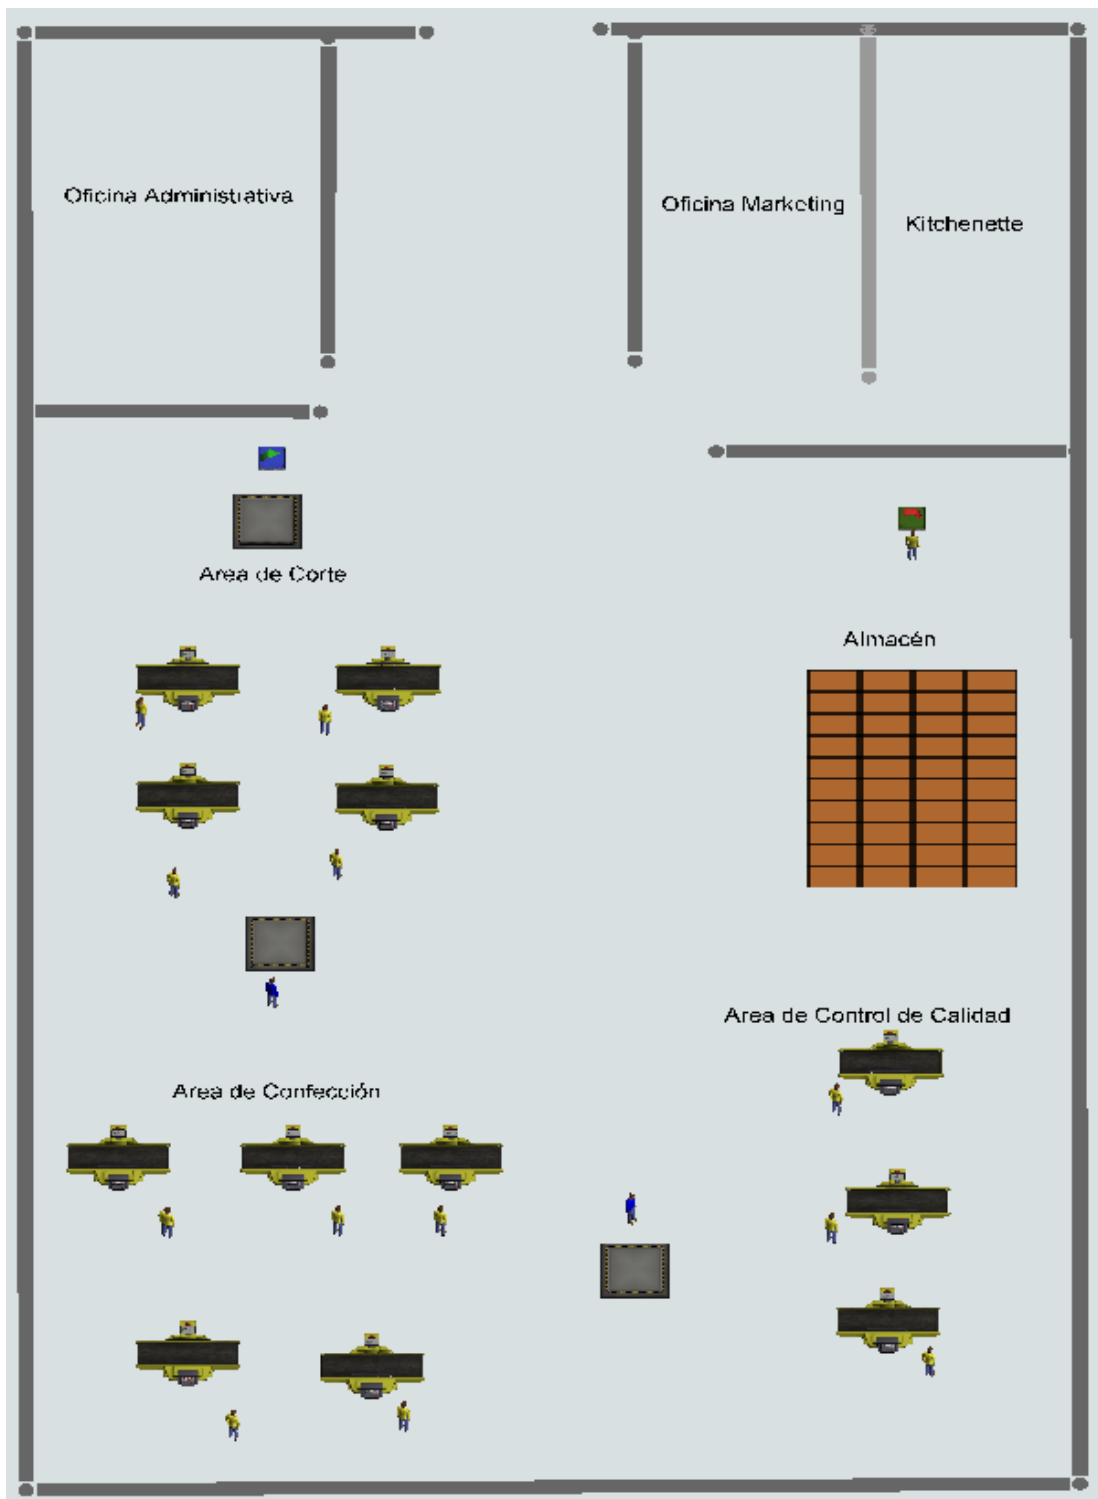 Oficina Administrativa
Oficina Marketing
Kitchenette
Area de Corte
Almacén
Area de Control de Calidad
Area de Confección